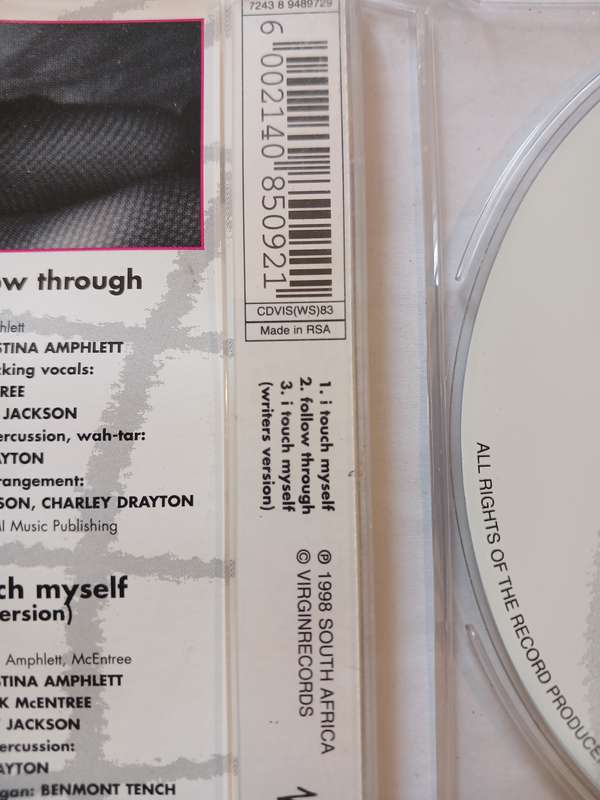 ow through
hlett
STINA AMPHLETT
cking vocals:
REE
JACKSON
ercussion, wah-tar:
AYTON
rangement:
SON, CHARLEY DRAYTON
MI Music Publishing
ch myself
ersion)
Amphlett, McEntree
STINA AMPHLETT
K McENTREE
JACKSON
ercussion:
AYTON
gan: BENMONT TENCH
7243 8 9489729
6 002140 850921
CDVIS(WS)83
Made in RSA
1. i touch myself
2. follow through
3. i touch myself
(writers version)
℗ 1998 SOUTH AFRICA
© VIRGINRECORDS
ALL RIGHTS OF THE RECORD PRODUCE